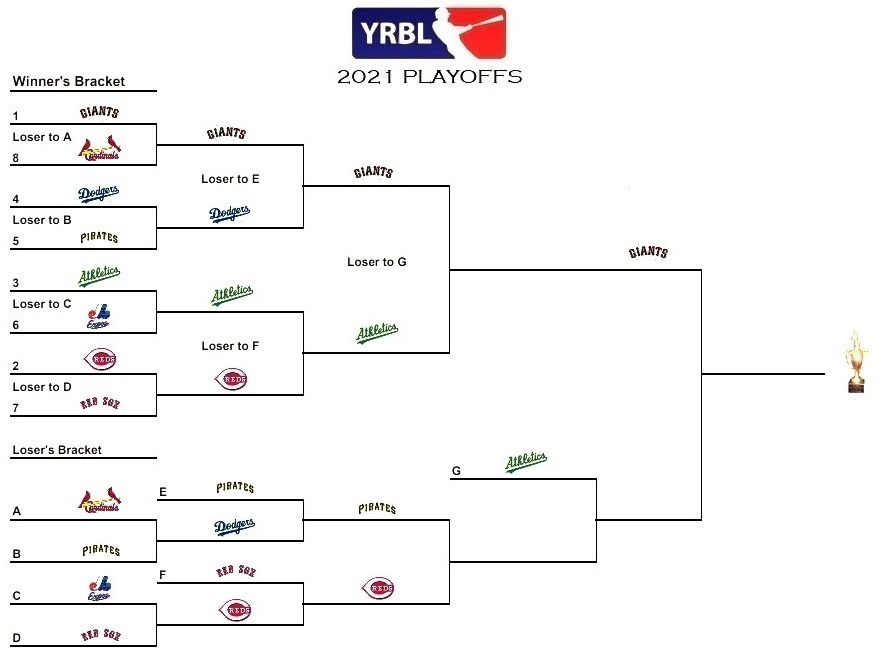 YRBL
2021 PLAYOFFS
Winner's Bracket
1 GIANTS
Loser to A
8 Cardinals
4 Dodgers
Loser to B
5 PIRATES
3 Athletics
Loser to C
6 Expos
2 REDS
Loser to D
7 RED SOX
GIANTS
Loser to E
Dodgers
Athletics
Loser to F
REDS
GIANTS
Loser to G
Athletics
GIANTS
Loser's Bracket
A Cardinals
B PIRATES
C Expos
D RED SOX
E PIRATES
Dodgers
F RED SOX
REDS
PIRATES
REDS
G Athletics